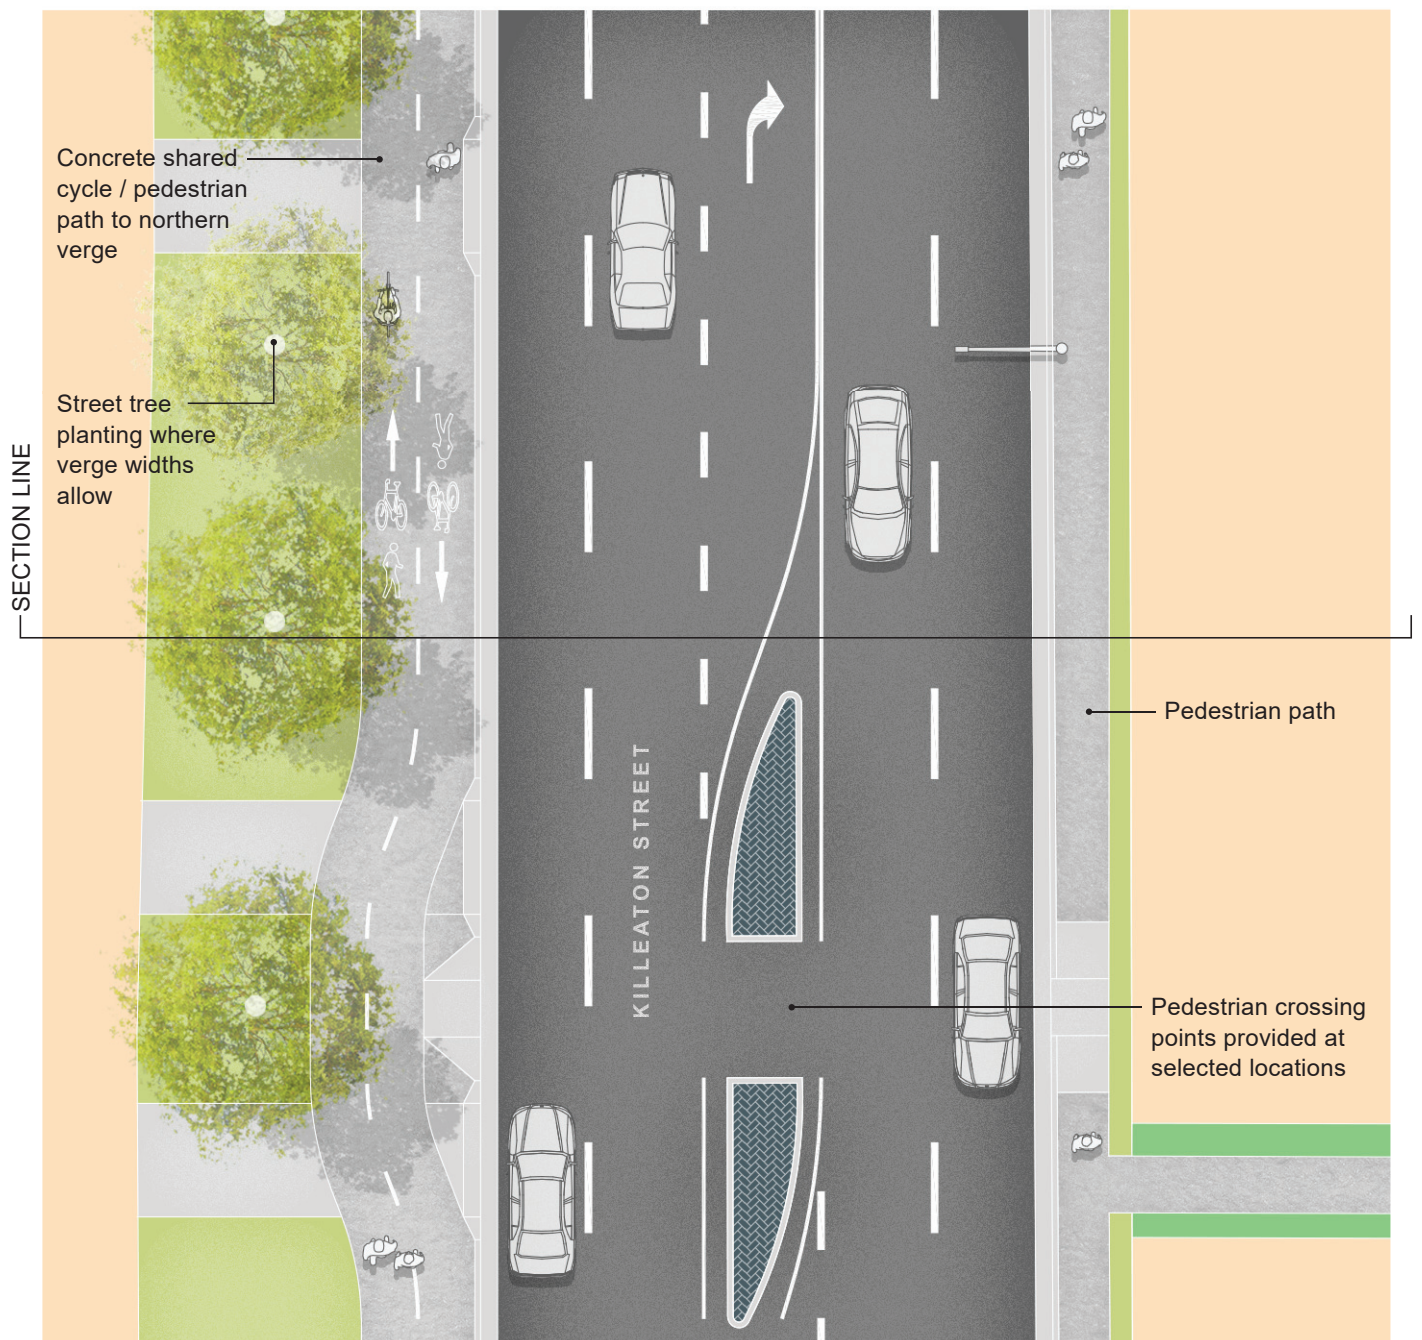 Concrete shared
cycle / pedestrian
path to northern
verge
Street tree
planting where
verge widths
allow
SECTION LINE
Pedestrian path
KILLEATON STREET
Pedestrian crossing
points provided at
selected locations